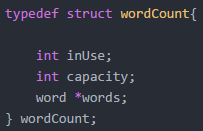 typedef struct wordCount{
int inUse;
int capacity;
word *words;
} wordCount;